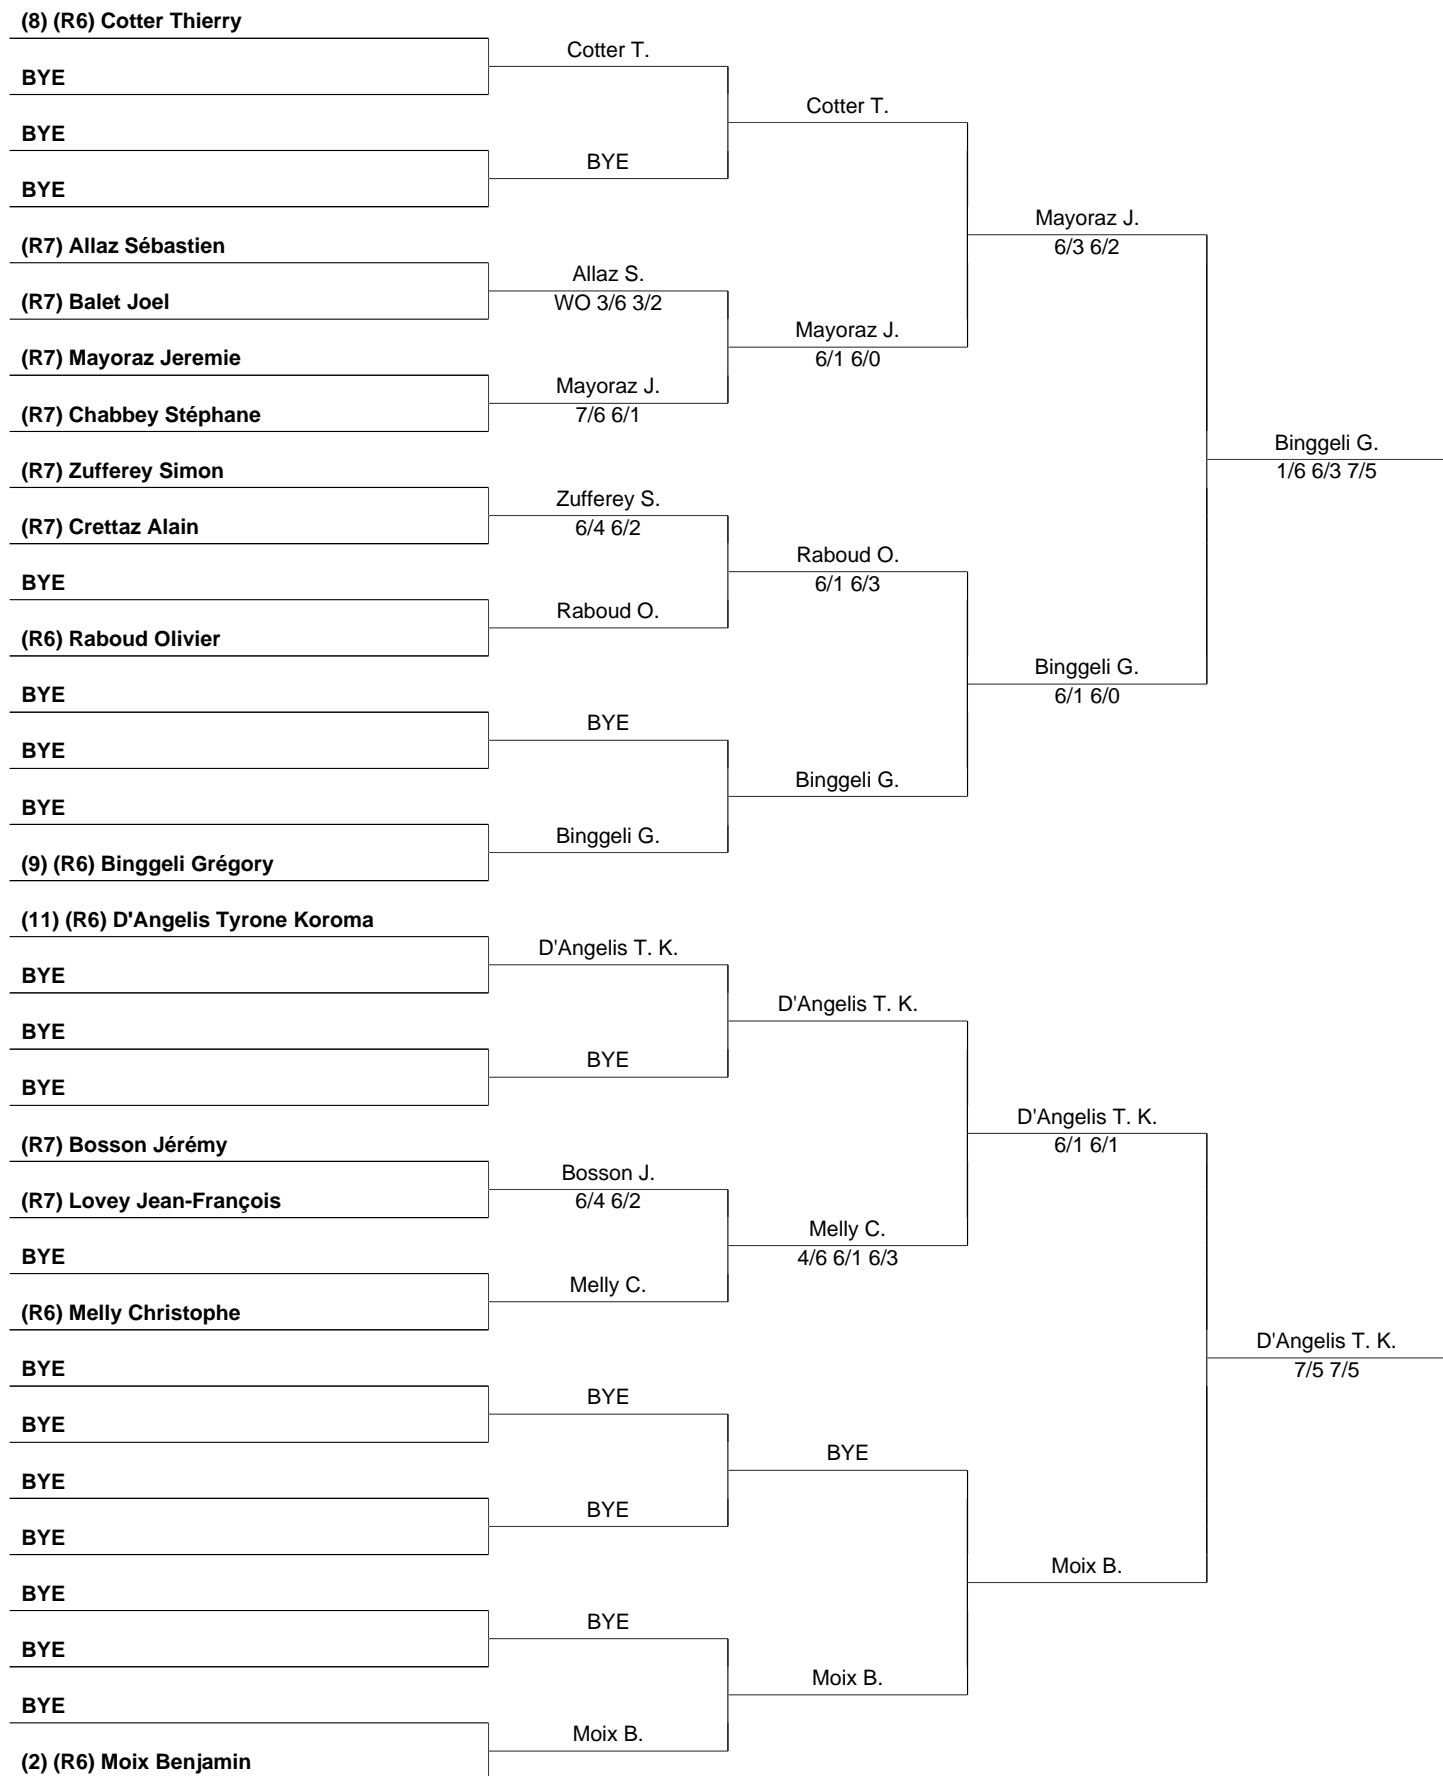 (8) (R6) Cotter Thierry
Cotter T.
BYE
Cotter T.
BYE
BYE
BYE
Mayoraz J.
6/3 6/2
(R7) Allaz Sébastien
Allaz S.
WO 3/6 3/2
(R7) Balet Joel
Mayoraz J.
6/1 6/0
(R7) Mayoraz Jeremie
Mayoraz J.
7/6 6/1
(R7) Chabbey Stéphane
Binggeli G.
1/6 6/3 7/5
(R7) Zufferey Simon
Zufferey S.
6/4 6/2
(R7) Crettaz Alain
Raboud O.
6/1 6/3
BYE
Raboud O.
(R6) Raboud Olivier
Binggeli G.
6/1 6/0
BYE
BYE
BYE
Binggeli G.
BYE
Binggeli G.
(9) (R6) Binggeli Grégory
(11) (R6) D'Angelis Tyrone Koroma
D'Angelis T. K.
BYE
D'Angelis T. K.
BYE
BYE
BYE
D'Angelis T. K.
6/1 6/1
(R7) Bosson Jérémy
Bosson J.
6/4 6/2
(R7) Lovey Jean-François
Melly C.
4/6 6/1 6/3
BYE
Melly C.
(R6) Melly Christophe
D'Angelis T. K.
7/5 7/5
BYE
BYE
BYE
BYE
BYE
BYE
BYE
Moix B.
BYE
BYE
BYE
Moix B.
BYE
Moix B.
(2) (R6) Moix Benjamin